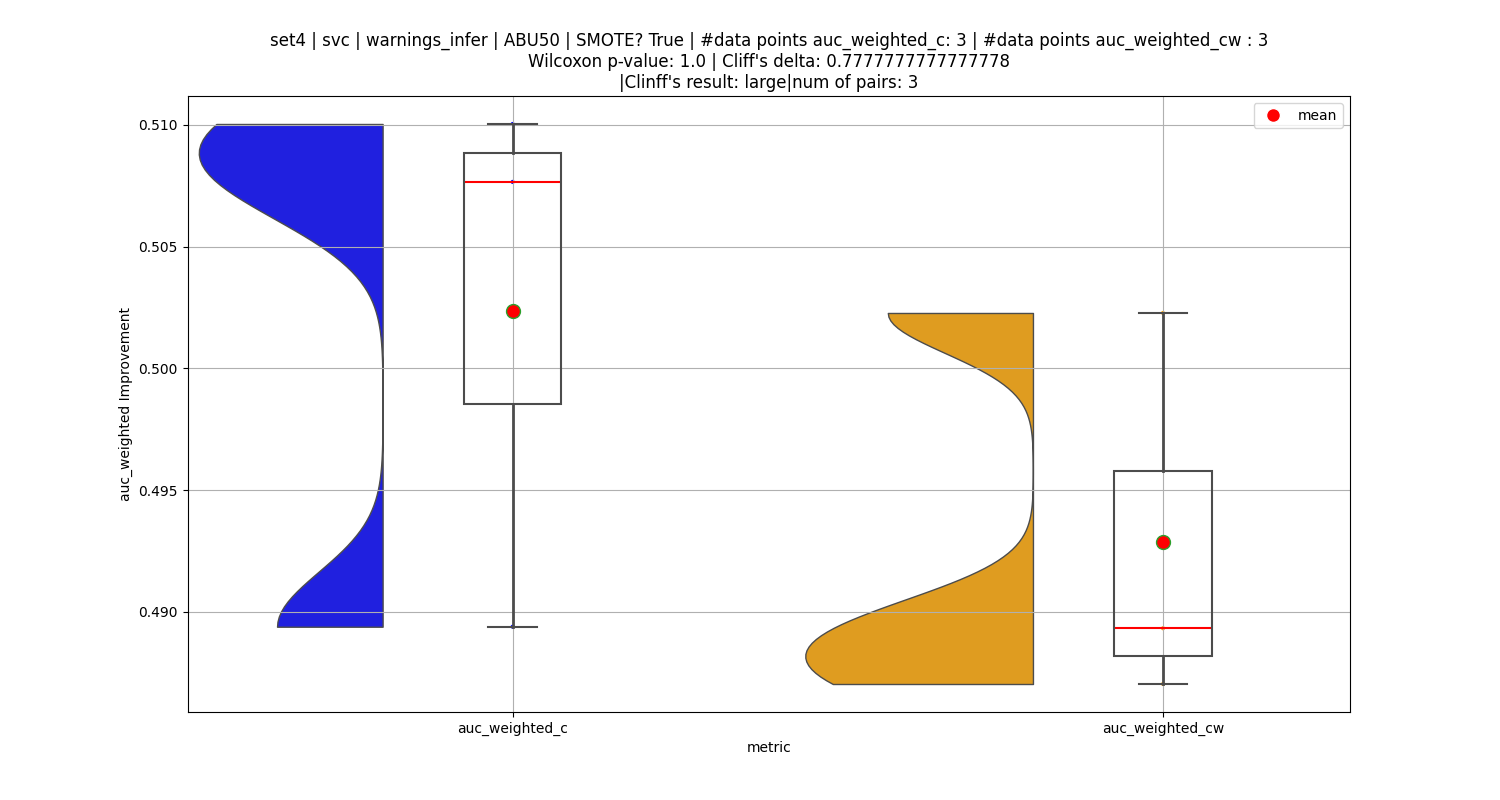 set4 | svc | warnings_infer | ABU50 | SMOTE? True | #data points auc_weighted_c: 3 | #data points auc_weighted_cw : 3
Wilcoxon p-value: 1.0 | Cliff's delta: 0.7777777777777778
|Clinff's result: large|num of pairs: 3
mean
0.510
0.505
0.500
0.495
0.490
auc_weighted Improvement
auc_weighted_c
auc_weighted_cw
metric